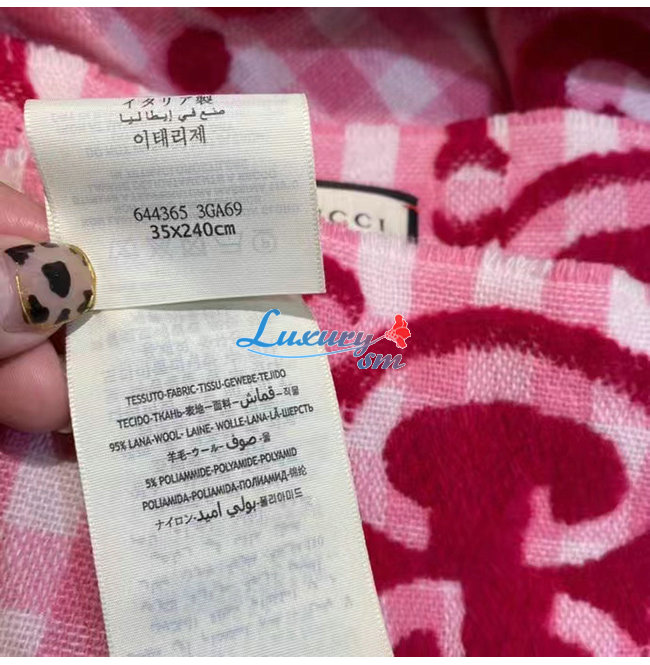 イタリア製
صنع في إيطاليا
이태리제
644365 3GA69
35x240cm
GUCCI
Luxury
sm
TESSUTO-FABRIC-TISSU-GEWEBE-TEJIDO
TECIDO-ТКАНЬ-表地-面料-قماش-직물
95% LANA-WOOL- LAINE- WOLLE-LANA-LÃ-ШЕРСТЬ
羊毛-ウール-صوف-울
5% POLIAMMIDE-POLYAMIDE-POLYAMID
POLIAMIDA-POLIAMIDA-ПОЛИАМИД-锦纶
ナイロン-بولي اميد-폴리아미드